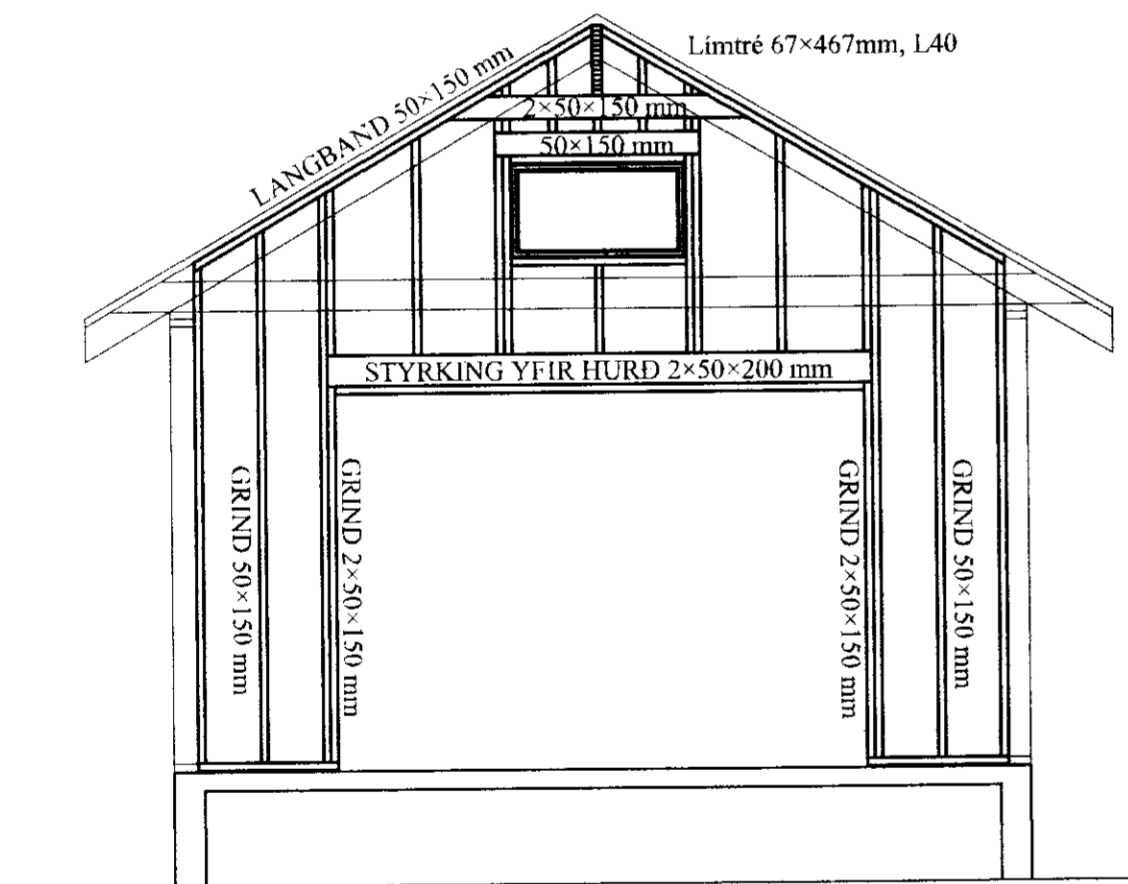 Límtré 67×467mm, L40
LANGBAND 50×150 mm
2×50×150 mm
50×150 mm
STYRKING YFIR HURÐ 2×50×200 mm
GRIND 50×150 mm
GRIND 2×50×150 mm
GRIND 2×50×150 mm
GRIND 50×150 mm